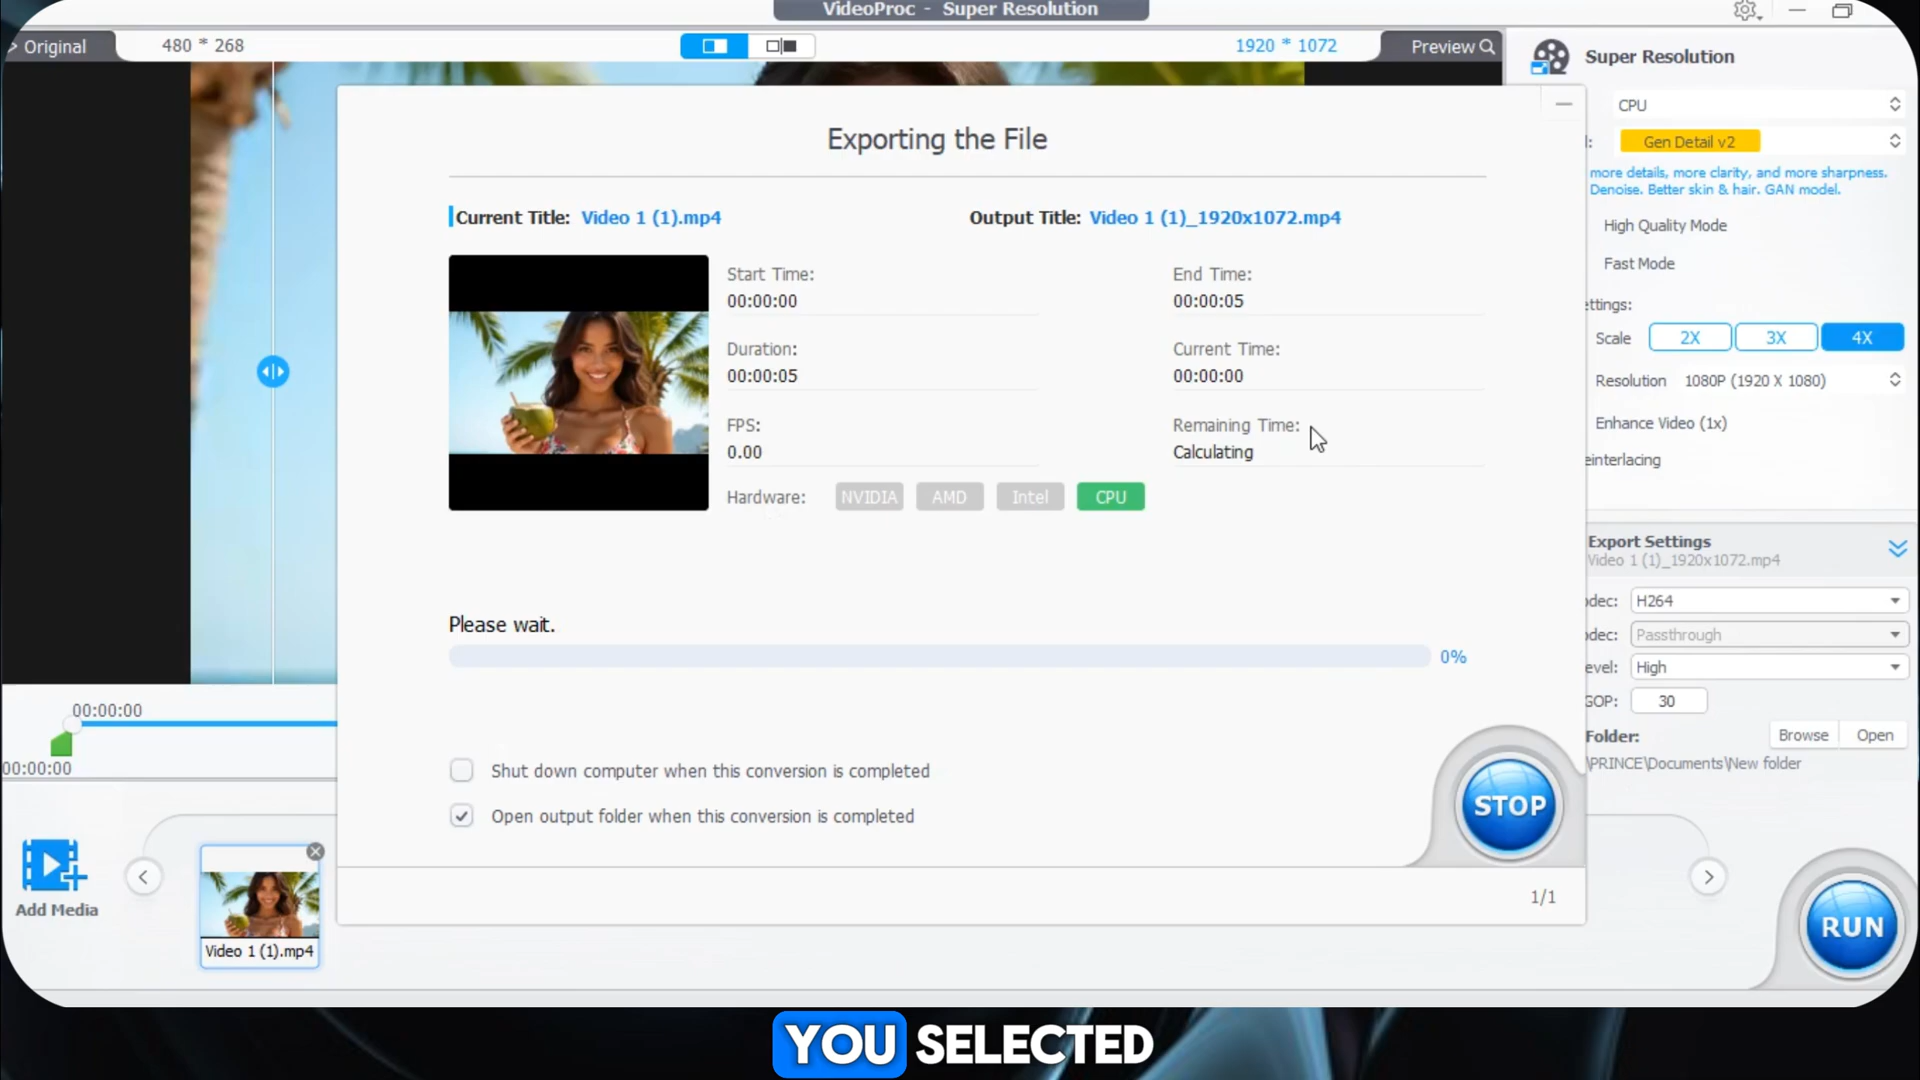 VideoProc - Super Resolution
> Original
480 * 268
1920 * 1072
Preview
Super Resolution
CPU
Gen Detail v2
more details, more clarity, and more sharpness.
Denoise. Better skin & hair. GAN model.
High Quality Mode
Fast Mode
ettings:
Scale 2X 3X 4X
Resolution 1080P (1920 X 1080)
Enhance Video (1x)
einterlacing
Exporting the File
Current Title: Video 1 (1).mp4
Output Title: Video 1 (1)_1920x1072.mp4
Start Time:
00:00:00
End Time:
00:00:05
Duration:
00:00:05
Current Time:
00:00:00
FPS:
0.00
Remaining Time:
Calculating
Hardware: NVIDIA AMD Intel CPU
Please wait.
0%
Shut down computer when this conversion is completed
Open output folder when this conversion is completed
STOP
1/1
Export Settings
Video 1 (1)_1920x1072.mp4
odec: H264
odec: Passthrough
evel: High
GOP: 30
Folder: Browse Open
\PRINCE\Documents\New folder
00:00:00
00:00:00
Add Media
Video 1 (1).mp4
RUN
YOU SELECTED